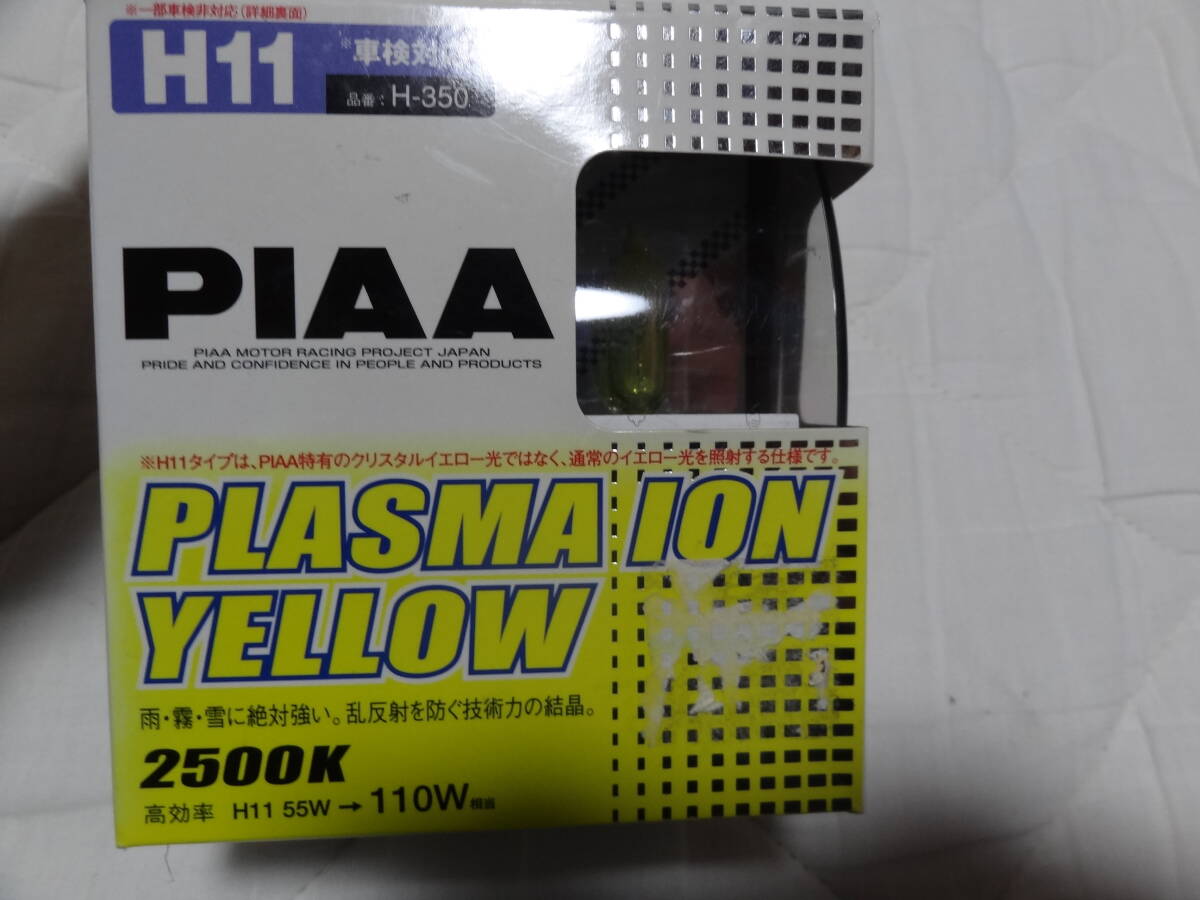 ※一部車検非対応(詳細裏面)
H11
※車検対応
品番：H-350
PIAA
PIAA MOTOR RACING PROJECT JAPAN
PRIDE AND CONFIDENCE IN PEOPLE AND PRODUCTS
※H11タイプは、PIAA特有のクリスタルイエロー光ではなく、通常のイエロー光を照射する仕様です。
PLASMA ION
YELLOW
雨・霧・雪に絶対強い。乱反射を防ぐ技術力の結晶。
2500K
高効率 H11 55W → 110W相当